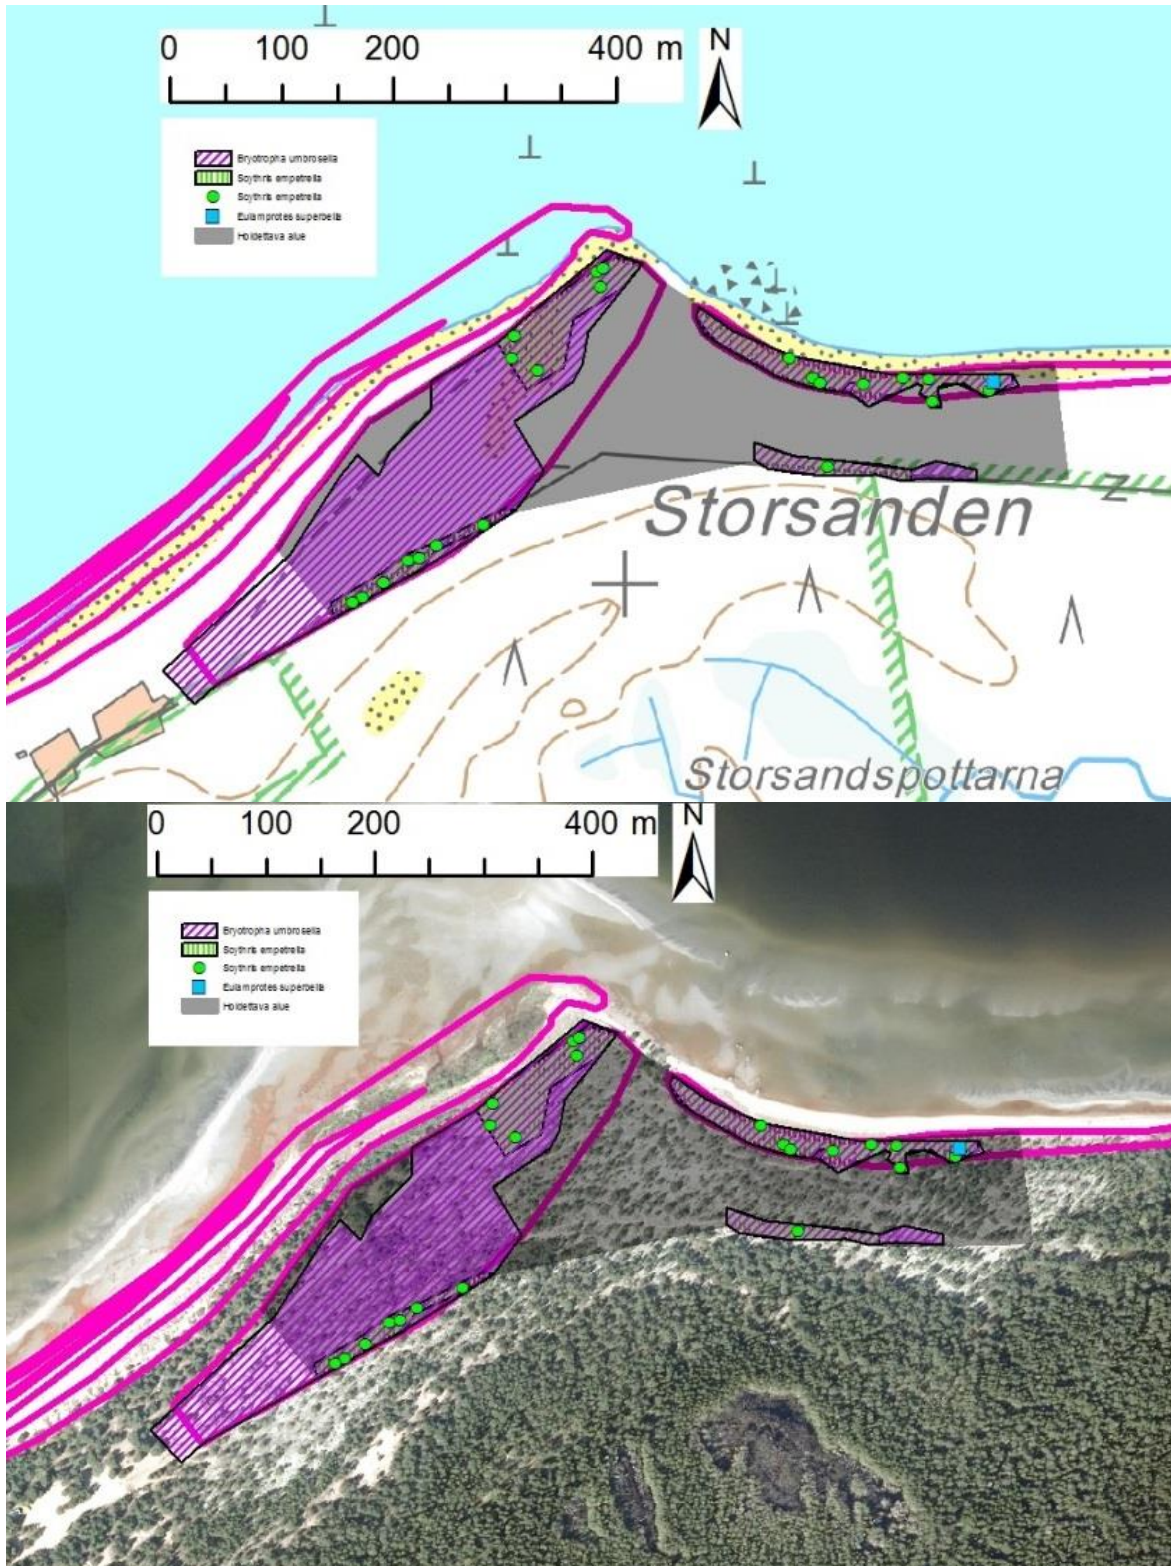 0 100 200 400 m
N
Bryotropha umbrosella
Scythris empetrella
Scythris empetrella
Eulamprotes superbella
Hoidettava alue
Z
Storsanden
Storsandspottarna
0 100 200 400 m
N
Bryotropha umbrosella
Scythris empetrella
Scythris empetrella
Eulamprotes superbella
Hoidettava alue